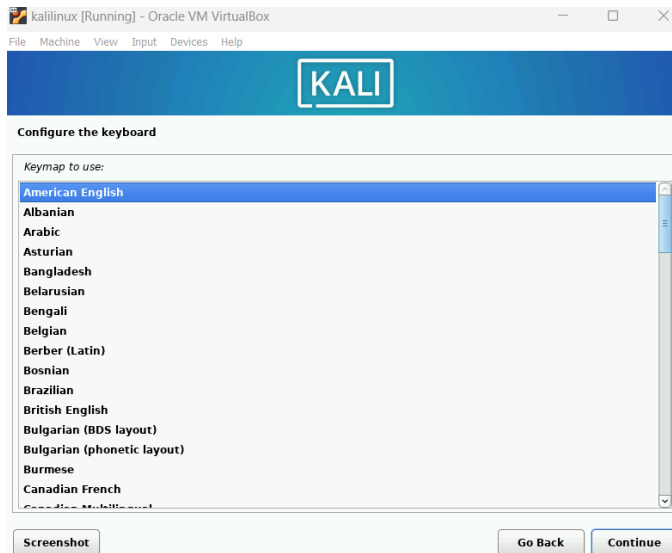 kalilinux [Running] - Oracle VM VirtualBox
File Machine View Input Devices Help
KALI
Configure the keyboard
Keymap to use:
American English
Albanian
Arabic
Asturian
Bangladesh
Belarusian
Bengali
Belgian
Berber (Latin)
Bosnian
Brazilian
British English
Bulgarian (BDS layout)
Bulgarian (phonetic layout)
Burmese
Canadian French
Canadian Multilingual
Screenshot Go Back Continue